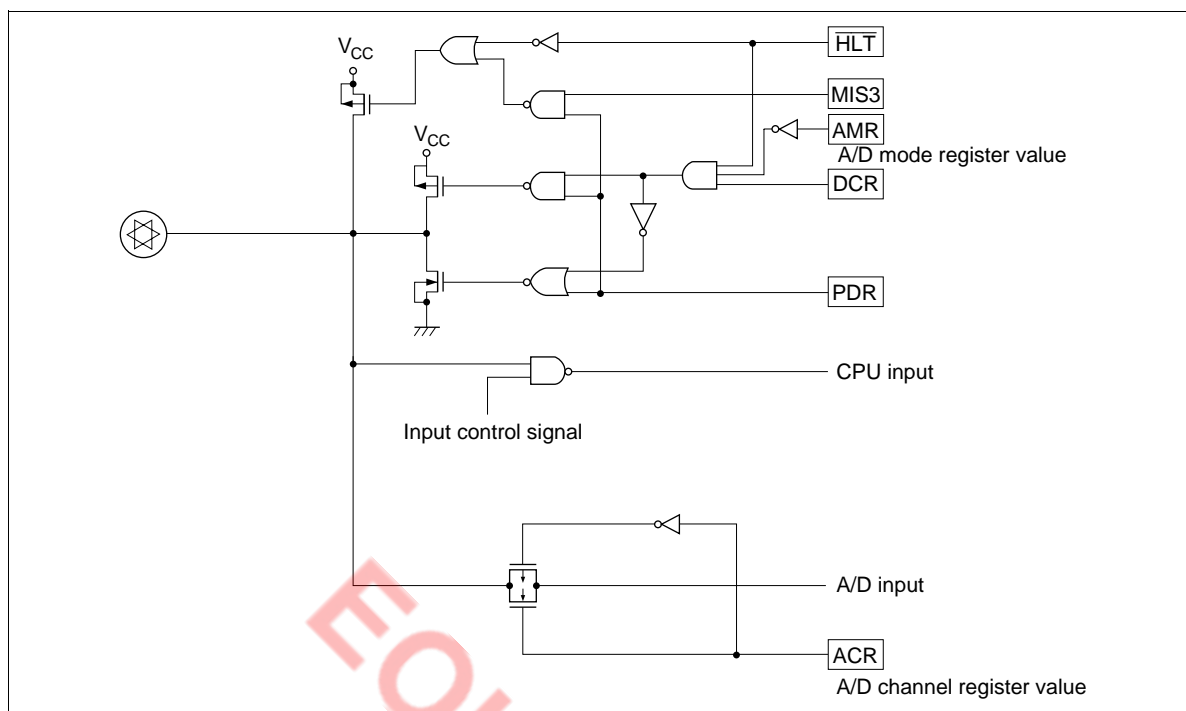 VCC
HLT
MIS3
VCC
AMR
A/D mode register value
DCR
PDR
CPU input
Input control signal
A/D input
ACR
A/D channel register value